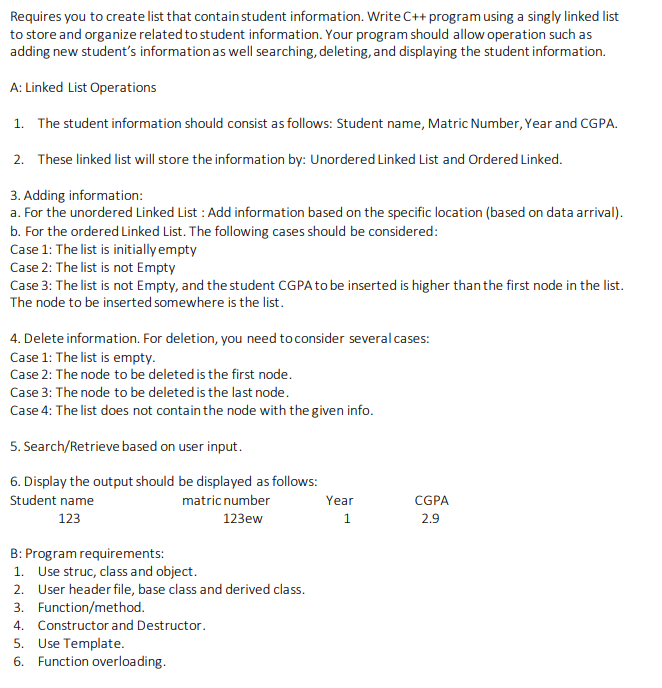 Requires you to create list that contain student information. Write C++ program using a singly linked list
to store and organize related to student information. Your program should allow operation such as
adding new student's information as well searching, deleting, and displaying the student information.
A: Linked List Operations
1. The student information should consist as follows: Student name, Matric Number, Year and CGPA.
2. These linked list will store the information by: Unordered Linked List and Ordered Linked.
3. Adding information:
a. For the unordered Linked List : Add information based on the specific location (based on data arrival).
b. For the ordered Linked List. The following cases should be considered:
Case 1: The list is initially empty
Case 2: The list is not Empty
Case 3: The list is not Empty, and the student CGPA to be inserted is higher than the first node in the list.
The node to be inserted somewhere is the list.
4. Delete information. For deletion, you need to consider several cases:
Case 1: The list is empty.
Case 2: The node to be deleted is the first node.
Case 3: The node to be deleted is the last node.
Case 4: The list does not contain the node with the given info.
5. Search/Retrieve based on user input.
6. Display the output should be displayed as follows:
Student name matric number Year CGPA
123 123ew 1 2.9
B: Program requirements:
1. Use struc, class and object.
2. User header file, base class and derived class.
3. Function/method.
4. Constructor and Destructor.
5. Use Template.
6. Function overloading.